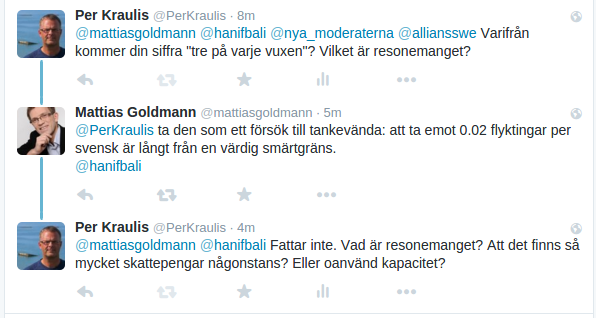 Per Kraulis @PerKraulis · 8m
@mattiasgoldmann @hanifbali @nya_moderaterna @alliansswe Varifrån
kommer din siffra "tre på varje vuxen"? Vilket är resonemanget?
Mattias Goldmann @mattiasgoldmann · 5m
@PerKraulis ta den som ett försök till tankevända: att ta emot 0.02 flyktingar per
svensk är långt från en värdig smärtgräns.
@hanifbali
Per Kraulis @PerKraulis · 4m
@mattiasgoldmann @hanifbali Fattar inte. Vad är resonemanget? Att det finns så
mycket skattepengar någonstans? Eller oanvänd kapacitet?